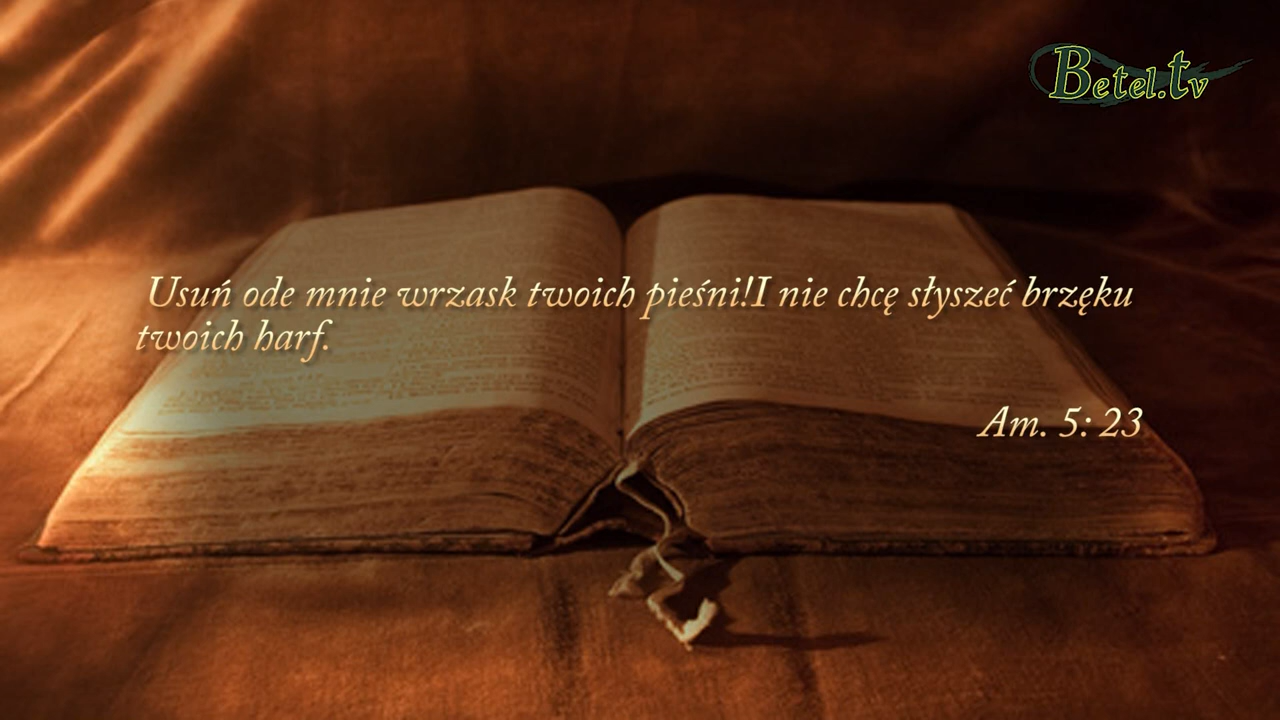 Betel.tv
Usuń ode mnie wrzask twoich pieśni!I nie chcę słyszeć brzęku
twoich harf.
Am. 5: 23